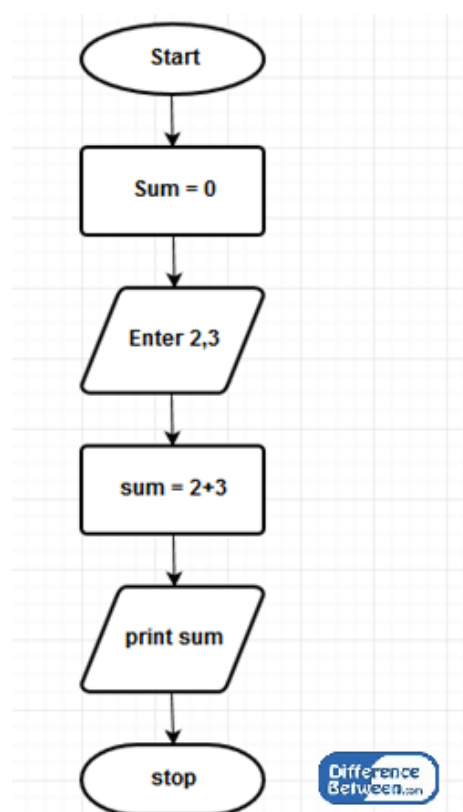 Start
Sum = 0
Enter 2,3
sum = 2+3
print sum
stop
Difference
Between.com